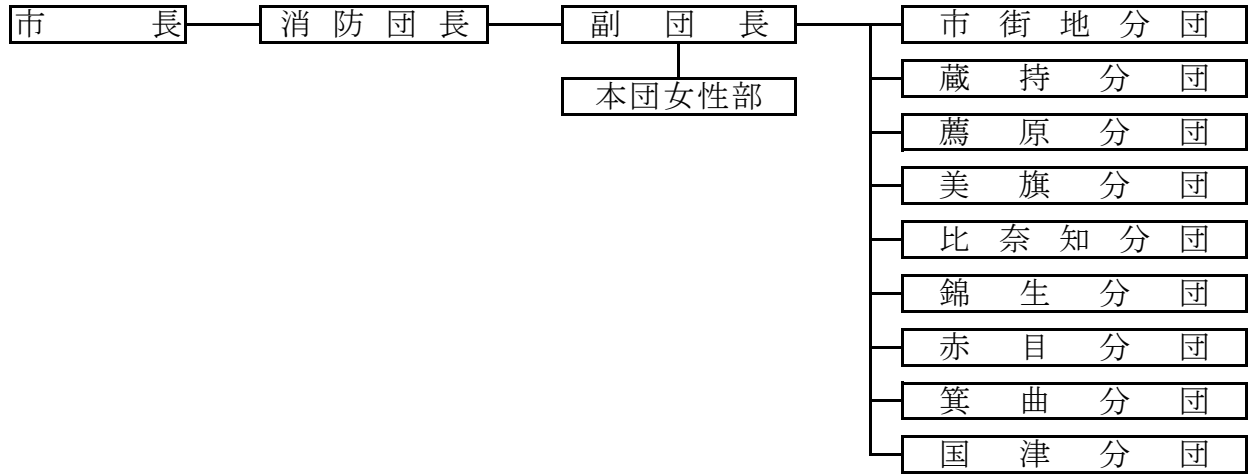 市長
消防団長
副団長
本団女性部
市街地分団
蔵持分団
薦原分団
美旗分団
比奈知分団
錦生分団
赤目分団
箕曲分団
国津分団